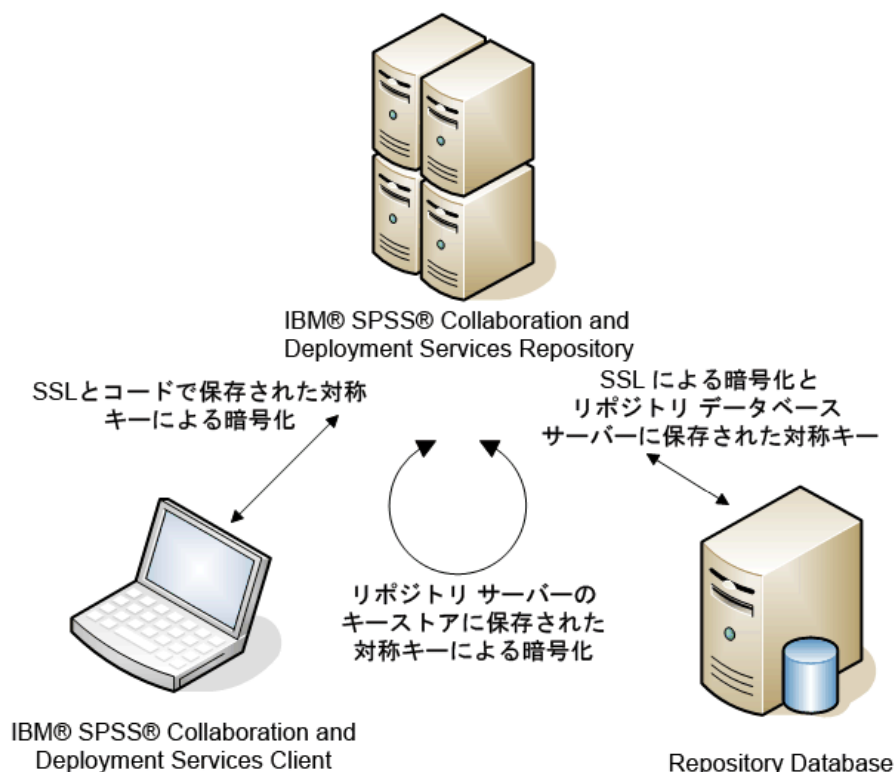 IBM® SPSS® Collaboration and
Deployment Services Repository
SSLとコードで保存された対称
キーによる暗号化
SSL による暗号化と
リポジトリ データベース
サーバーに保存された対称キー
リポジトリ サーバーの
キーストアに保存された
対称キーによる暗号化
IBM® SPSS® Collaboration and
Deployment Services Client
Repository Database